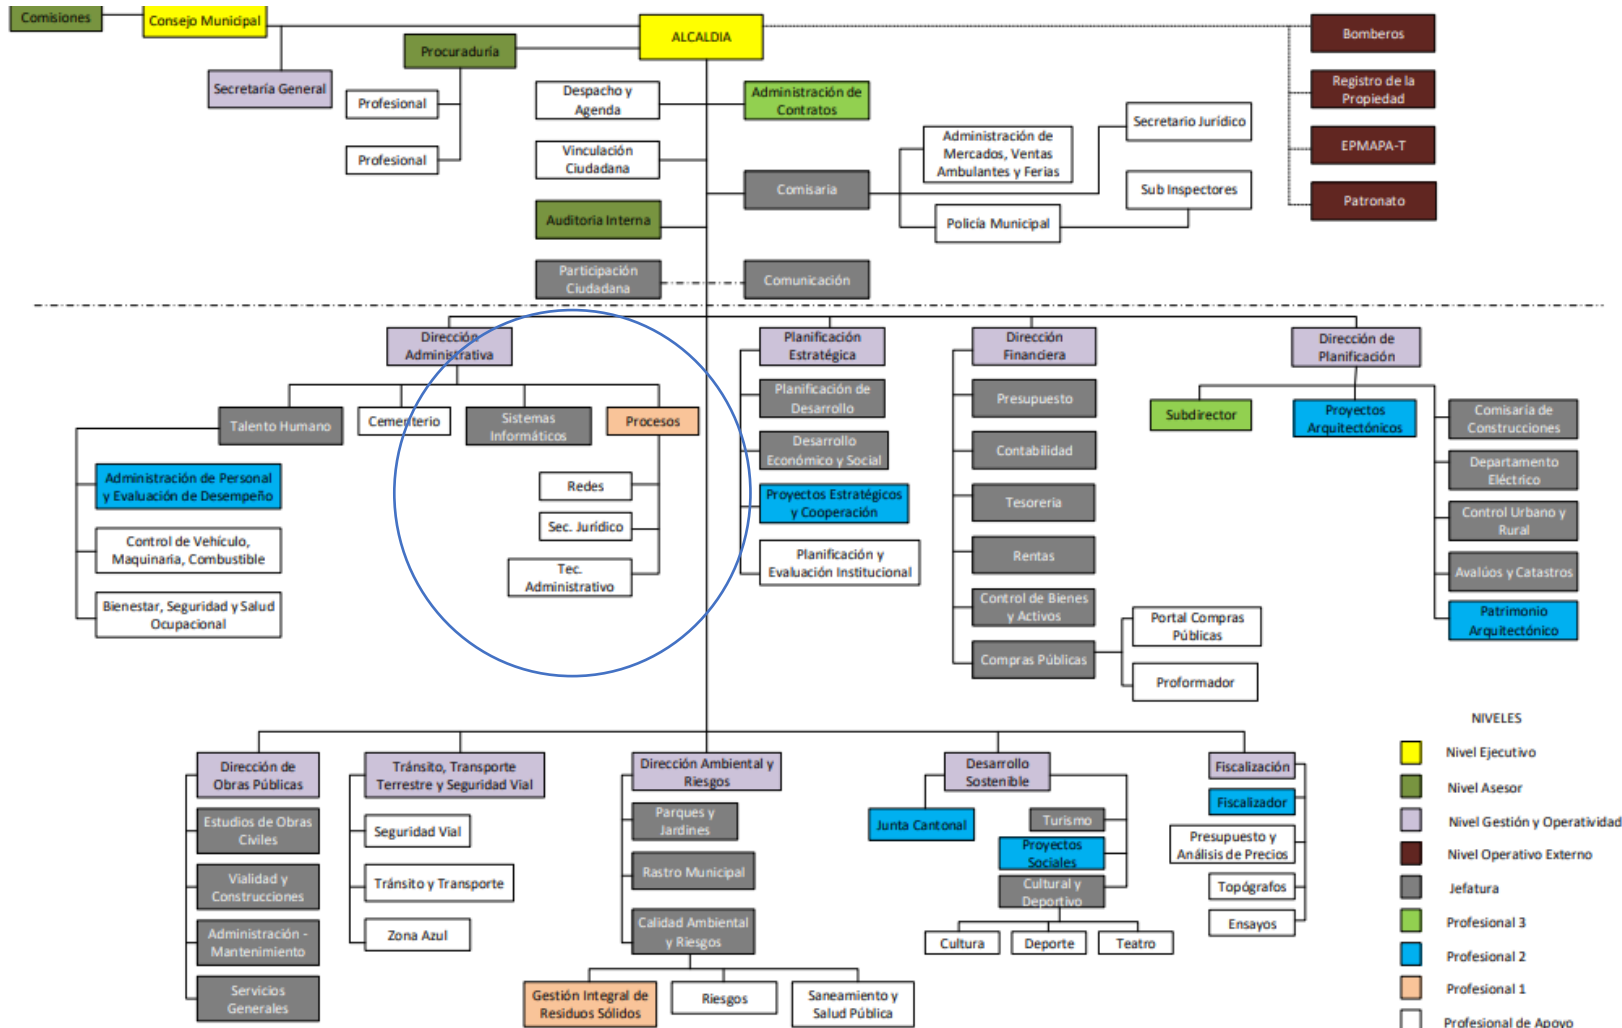 Comisiones
Consejo Municipal
ALCALDIA
Bomberos
Procuraduría
Secretaría General
Profesional
Profesional
Despacho y
Agenda
Administración de
Contratos
Vinculación
Ciudadana
Auditoria Interna
Comisaria
Administración de
Mercados, Ventas
Ambulantes y Ferias
Secretario Jurídico
Sub Inspectores
Policía Municipal
Registro de la
Propiedad
EPMAPA-T
Patronato
Participación
Ciudadana
Comunicación
Dirección
Administrativa
Planificación
Estratégica
Dirección
Financiera
Dirección de
Planificación
Talento Humano
Cementerio
Sistemas
Informáticos
Procesos
Administración de Personal
y Evaluación de Desempeño
Control de Vehículo,
Maquinaria, Combustible
Bienestar, Seguridad y Salud
Ocupacional
Redes
Sec. Jurídico
Tec.
Administrativo
Planificación de
Desarrollo
Desarrollo
Económico y Social
Proyectos Estratégicos
y Cooperación
Planificación y
Evaluación Institucional
Presupuesto
Contabilidad
Tesoreria
Rentas
Control de Bienes
y Activos
Compras Públicas
Portal Compras
Públicas
Proformador
Subdirector
Proyectos
Arquitectónicos
Comisaría de
Construcciones
Departamento
Eléctrico
Control Urbano y
Rural
Avalúos y Catastros
Patrimonio
Arquitectónico
Dirección de
Obras Públicas
Estudios de Obras
Civiles
Vialidad y
Construcciones
Administración -
Mantenimiento
Servicios
Generales
Tránsito, Transporte
Terrestre y Seguridad Vial
Seguridad Vial
Tránsito y Transporte
Zona Azul
Dirección Ambiental y
Riesgos
Parques y
Jardines
Rastro Municipal
Calidad Ambiental
y Riesgos
Gestión Integral de
Residuos Sólidos
Riesgos
Saneamiento y
Salud Pública
Desarrollo
Sostenible
Junta Cantonal
Turismo
Proyectos
Sociales
Cultural y
Deportivo
Cultura
Deporte
Teatro
Fiscalización
Fiscalizador
Presupuesto y
Análisis de Precios
Topógrafos
Ensayos
NIVELES
Nivel Ejecutivo
Nivel Asesor
Nivel Gestión y Operatividad
Nivel Operativo Externo
Jefatura
Profesional 3
Profesional 2
Profesional 1
Profesional de Apoyo